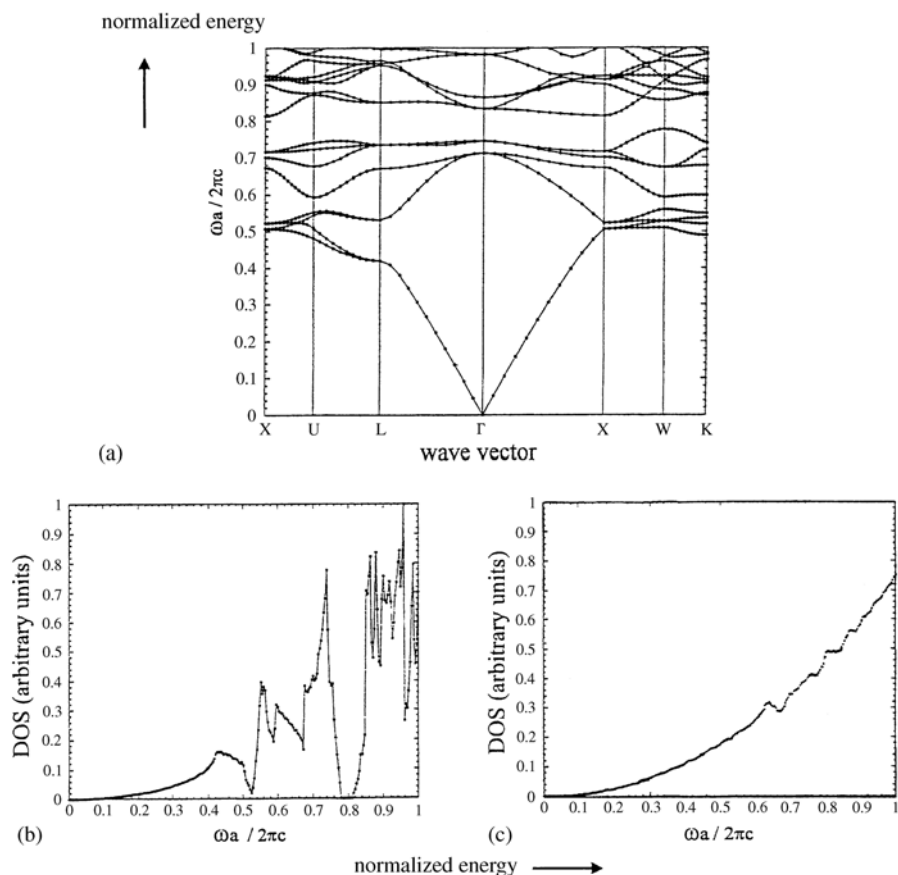 normalized energy
1
0.9
0.8
0.7
0.6
0.5
0.4
0.3
0.2
0.1
0
ωa / 2πc
X U L Γ X W K
wave vector
(a)
1
0.9
0.8
0.7
0.6
0.5
0.4
0.3
0.2
0.1
0
DOS (arbitrary units)
0 0.1 0.2 0.3 0.4 0.5 0.6 0.7 0.8 0.9 1
ωa / 2πc
(b)
1
0.9
0.8
0.7
0.6
0.5
0.4
0.3
0.2
0.1
0
DOS (arbitrary units)
0 0.1 0.2 0.3 0.4 0.5 0.6 0.7 0.8 0.9 1
ωa / 2πc
(c)
normalized energy